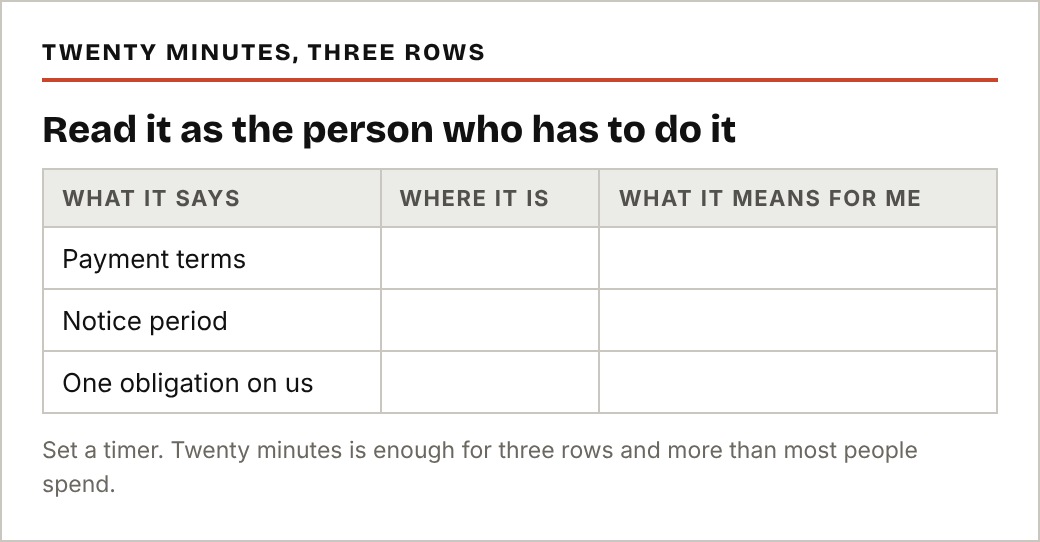 TWENTY MINUTES, THREE ROWS
Read it as the person who has to do it
WHAT IT SAYS WHERE IT IS WHAT IT MEANS FOR ME
Payment terms
Notice period
One obligation on us
Set a timer. Twenty minutes is enough for three rows and more than most people
spend.